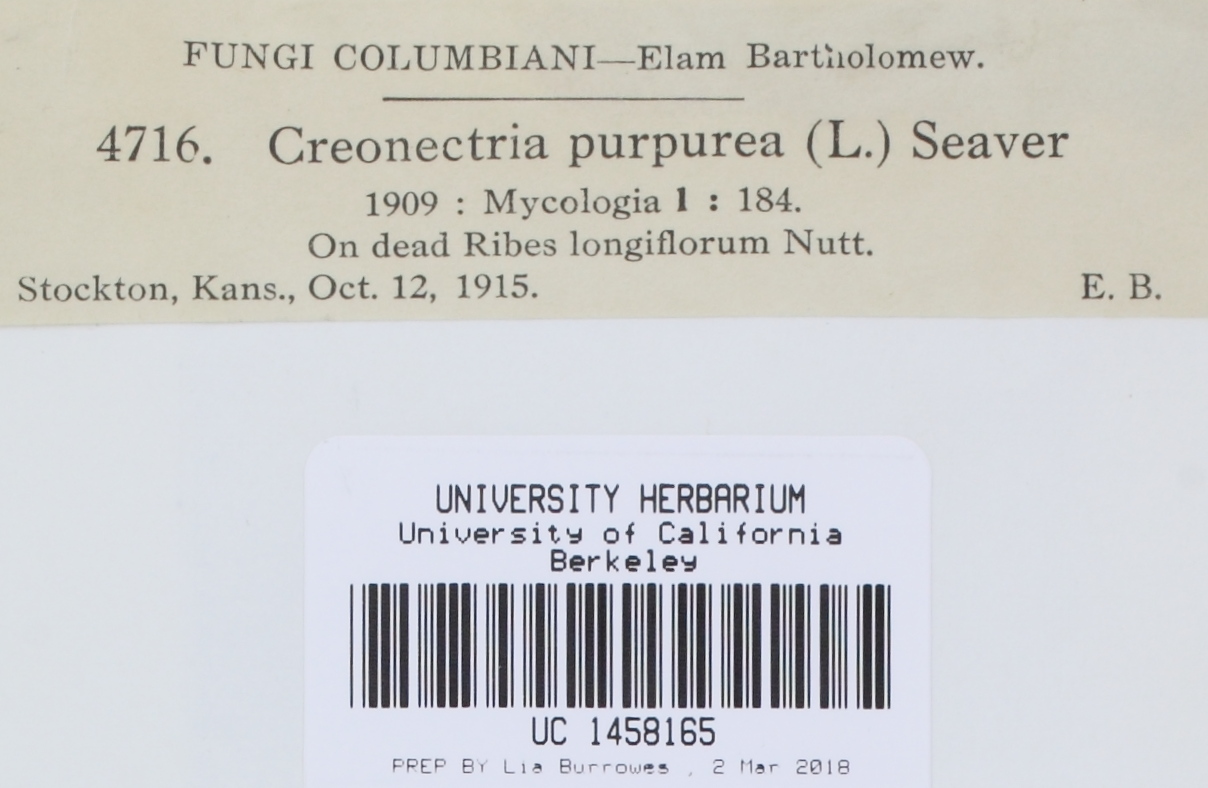 FUNGI COLUMBIANI—Elam Bartholomew.
4716. Creonectria purpurea (L.) Seaver
1909 : Mycologia 1 : 184.
On dead Ribes longiflorum Nutt.
Stockton, Kans., Oct. 12, 1915. E. B.
UNIVERSITY HERBARIUM
University of California
Berkeley
UC 1458165
PREP BY Lia Burrowes , 2 Mar 2018